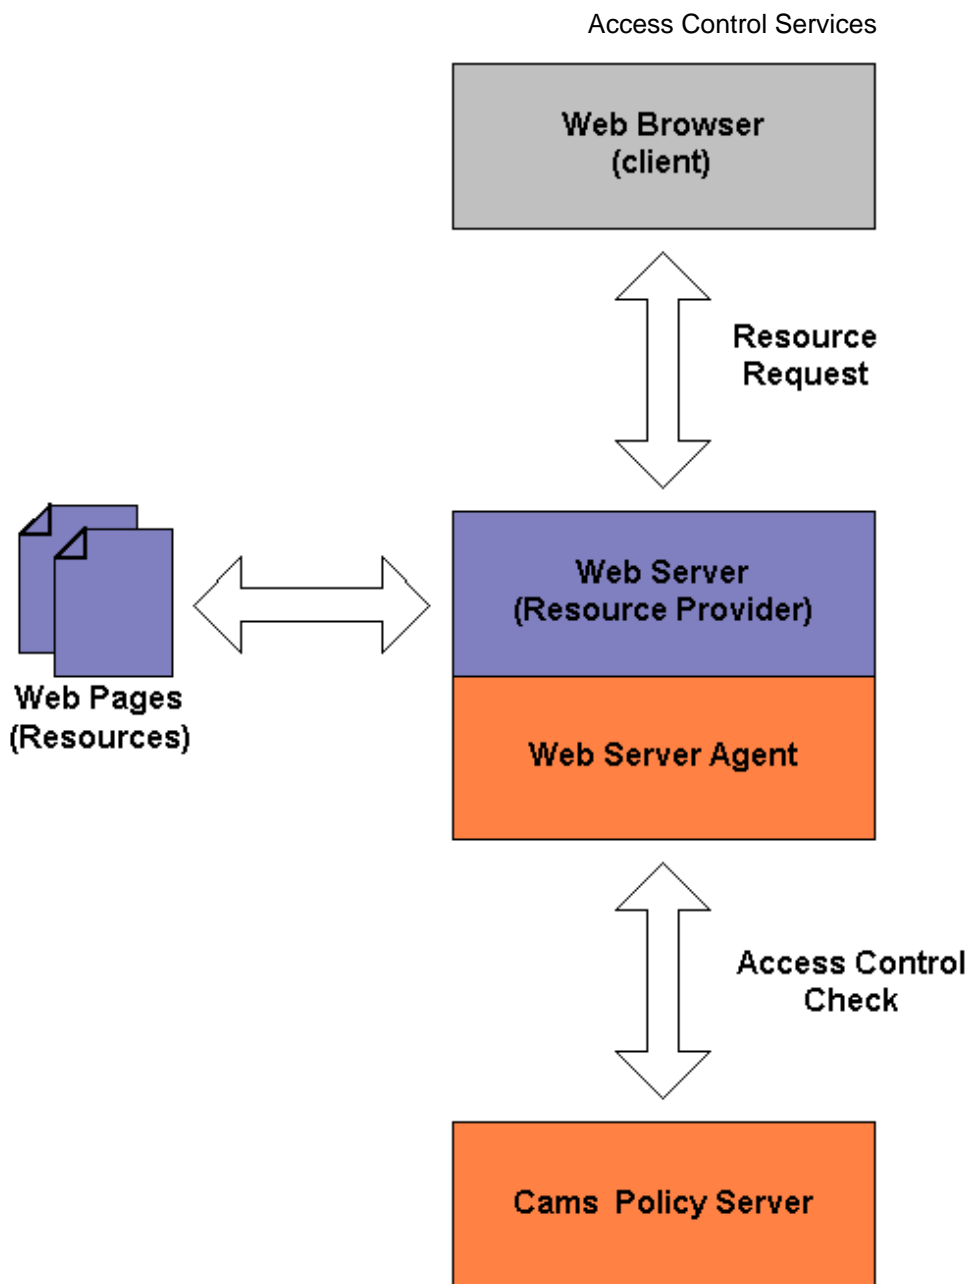 Access Control Services
Web Browser
(client)
Resource
Request
Web Server
(Resource Provider)
Web Pages
(Resources)
Web Server Agent
Access Control
Check
Cams Policy Server